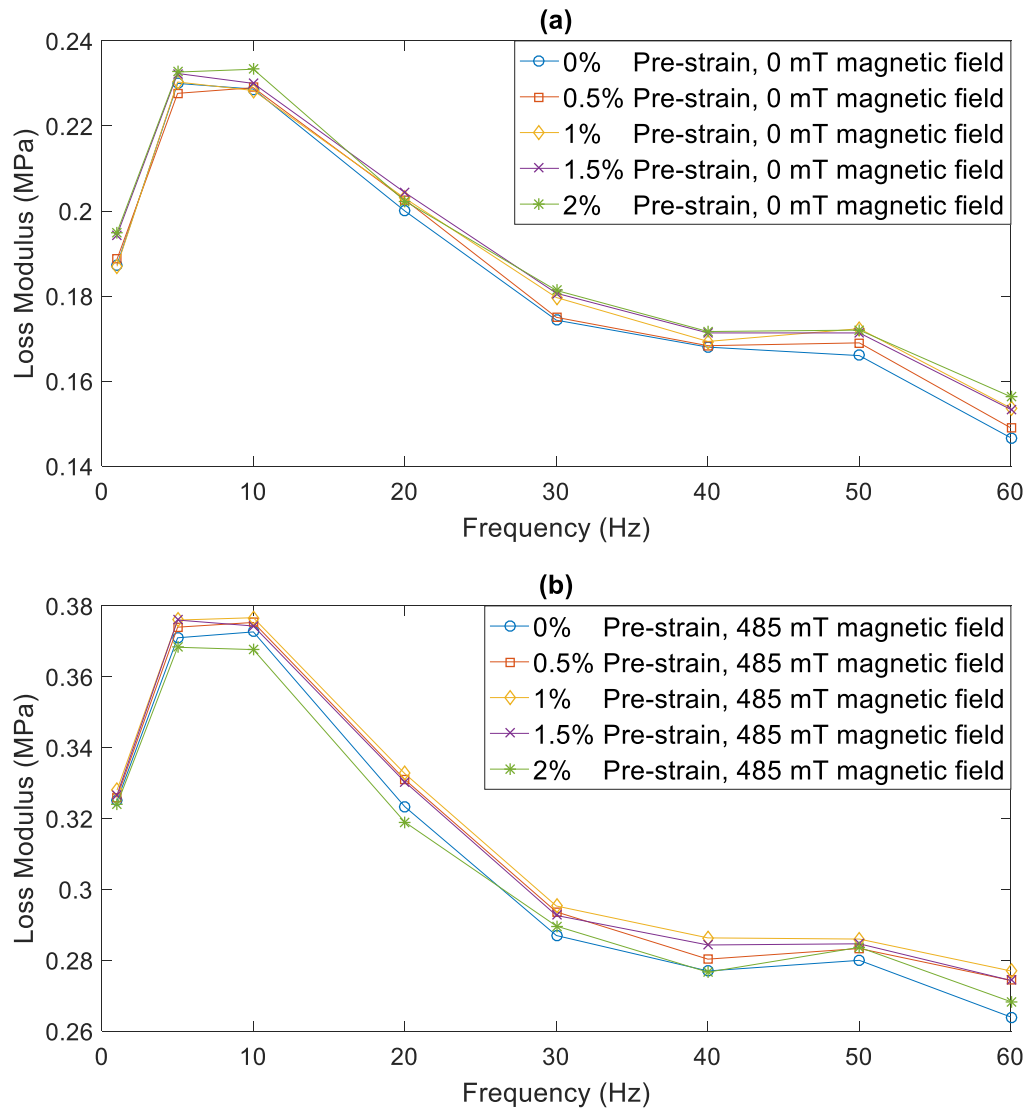 (a)
0.24
0.22
0.2
0.18
0.16
0.14
Loss Modulus (MPa)
0% Pre-strain, 0 mT magnetic field
0.5% Pre-strain, 0 mT magnetic field
1% Pre-strain, 0 mT magnetic field
1.5% Pre-strain, 0 mT magnetic field
2% Pre-strain, 0 mT magnetic field
0 10 20 30 40 50 60
Frequency (Hz)
(b)
0.38
0.36
0.34
0.32
0.3
0.28
0.26
Loss Modulus (MPa)
0% Pre-strain, 485 mT magnetic field
0.5% Pre-strain, 485 mT magnetic field
1% Pre-strain, 485 mT magnetic field
1.5% Pre-strain, 485 mT magnetic field
2% Pre-strain, 485 mT magnetic field
0 10 20 30 40 50 60
Frequency (Hz)